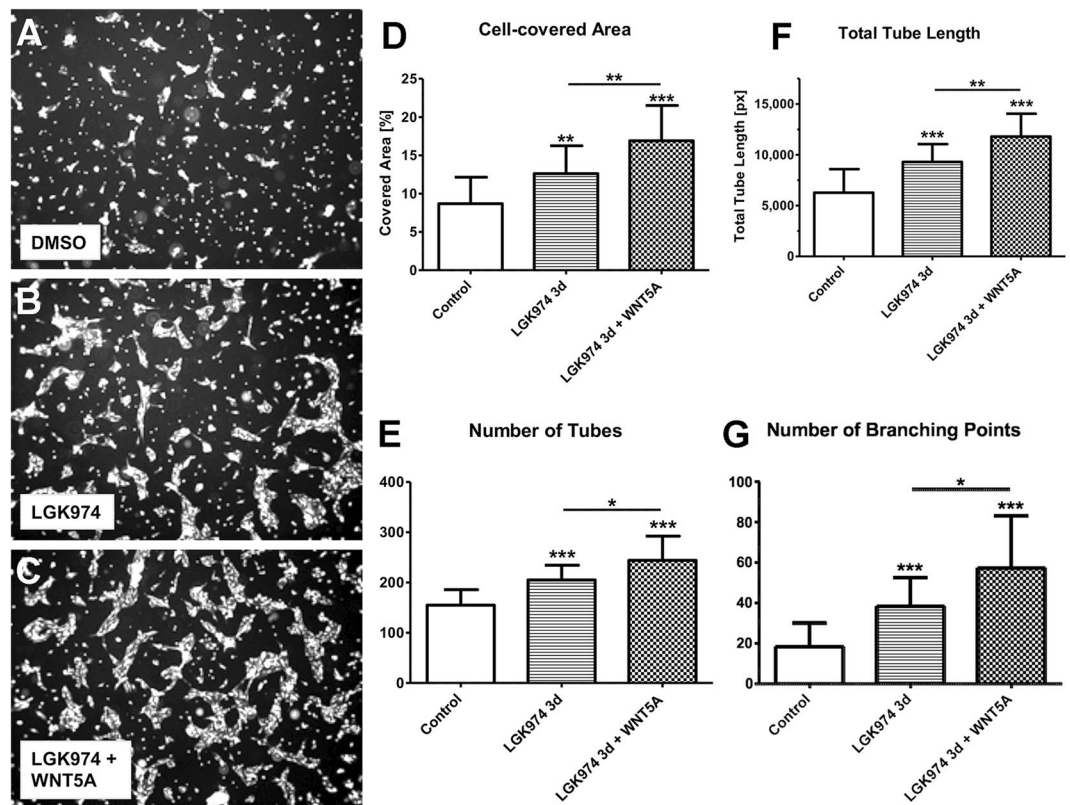 A
DMSO
B
LGK974
C
LGK974 +
WNT5A
D
Cell-covered Area
Covered Area [%]
25
20
15
10
5
0
**
***
**
Control
LGK974 3d
LGK974 3d + WNT5A
F
Total Tube Length
Total Tube Length [px]
15,000
10,000
5,000
0
***
***
**
Control
LGK974 3d
LGK974 3d + WNT5A
E
Number of Tubes
400
300
200
100
0
***
***
*
Control
LGK974 3d
LGK974 3d + WNT5A
G
Number of Branching Points
100
80
60
40
20
0
***
***
*
Control
LGK974 3d
LGK974 3d + WNT5A